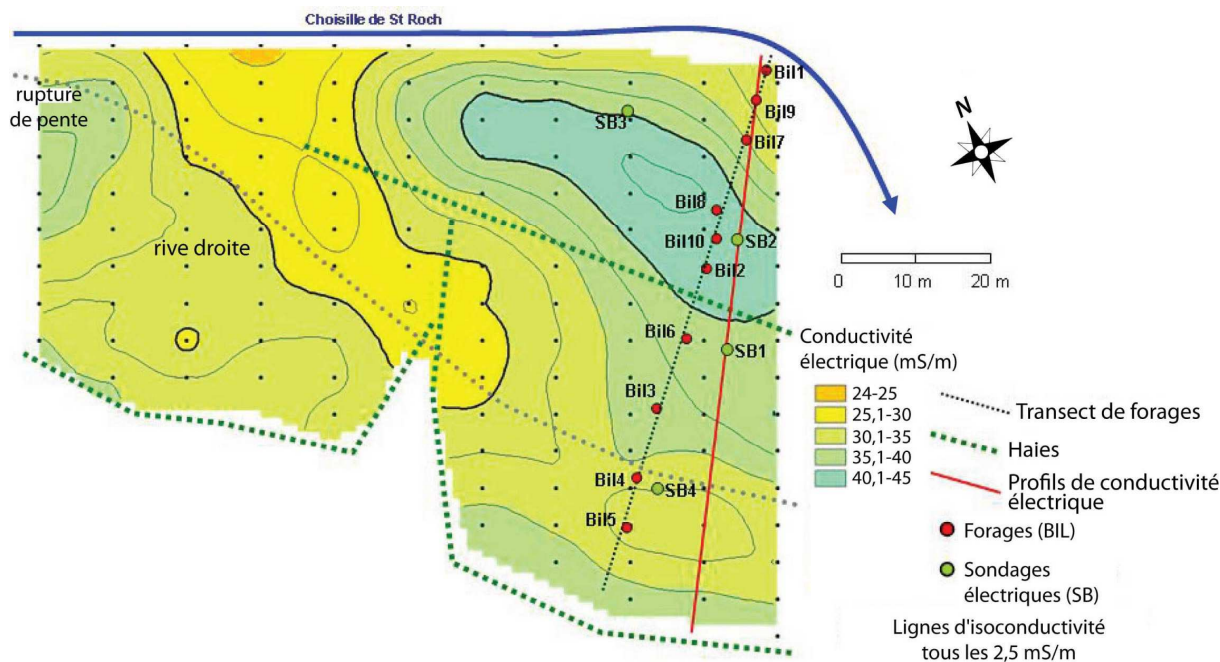 Choisille de St Roch
rupture
de pente
rive droite
Bil1
Bjl9
Bil7
SB3
Bil8
Bil10
SB2
Bil2
Bil6
SB1
Bil3
Bil4
SB4
Bil5
N
0 10 m 20 m
Conductivité
électrique (mS/m)
24-25
25,1-30
30,1-35
35,1-40
40,1-45
Transect de forages
Haies
Profils de conductivité
électrique
Forages (BIL)
Sondages
électriques (SB)
Lignes d'isoconductivité
tous les 2,5 mS/m